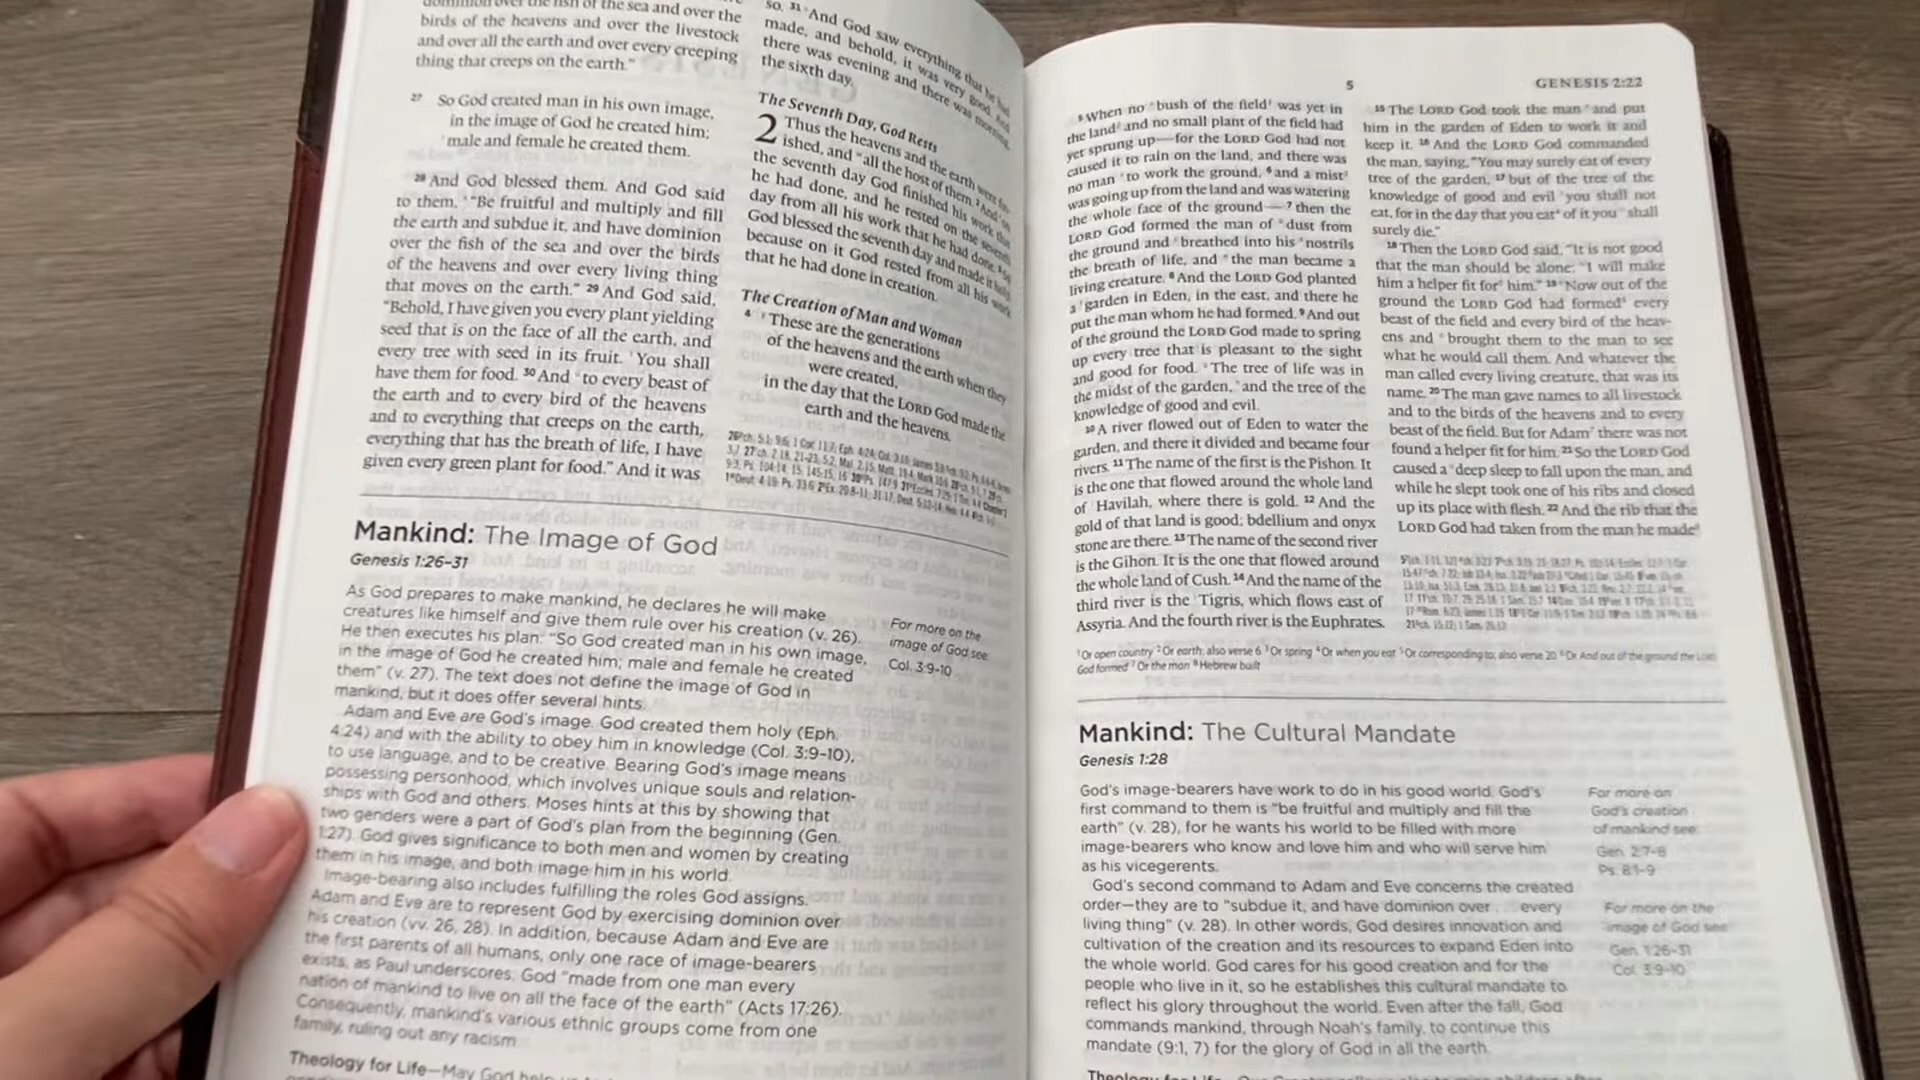 dominion over the fish of the sea and over the
birds of the heavens and over the livestock
and over all the earth and over every creeping
thing that creeps on the earth.”
27 So God created man in his own image,
in the image of God he created him;
male and female he created them.
28 And God blessed them. And God said
to them, “Be fruitful and multiply and fill
the earth and subdue it, and have dominion
over the fish of the sea and over the birds
of the heavens and over every living thing
that moves on the earth.” 29 And God said,
“Behold, I have given you every plant yielding
seed that is on the face of all the earth, and
every tree with seed in its fruit. You shall
have them for food. 30 And to every beast of
the earth and to every bird of the heavens
and to everything that creeps on the earth,
everything that has the breath of life, I have
given every green plant for food.” And it was
so. 31 And God saw everything that he had
made, and behold, it was very good. And
there was evening and there was morning,
the sixth day.
The Seventh Day, God Rests
2 Thus the heavens and the earth were fin-
ished, and all the host of them. 2 And on
the seventh day God finished his work that
he had done, and he rested on the seventh
day from all his work that he had done. 3 So
God blessed the seventh day and made it holy,
because on it God rested from all his work
that he had done in creation.
The Creation of Man and Woman
4 These are the generations
of the heavens and the earth when they
were created,
in the day that the LORD God made the
earth and the heavens.
Mankind: The Image of God
Genesis 1:26–31
As God prepares to make mankind, he declares he will make
creatures like himself and give them rule over his creation (v. 26).
He then executes his plan: “So God created man in his own image,
in the image of God he created him; male and female he created
them” (v. 27). The text does not define the image of God in
mankind, but it does offer several hints.
Adam and Eve are God’s image. God created them holy (Eph.
4:24) and with the ability to obey him in knowledge (Col. 3:9–10),
to use language, and to be creative. Bearing God’s image means
possessing personhood, which involves unique souls and relation-
ships with God and others. Moses hints at this by showing that
two genders were a part of God’s plan from the beginning (Gen.
1:27). God gives significance to both men and women by creating
them in his image, and both image him in his world.
Image-bearing also includes fulfilling the roles God assigns.
Adam and Eve are to represent God by exercising dominion over
his creation (vv. 26, 28). In addition, because Adam and Eve are
the first parents of all humans, only one race of image-bearers
exists, as Paul underscores. God “made from one man every
nation of mankind to live on all the face of the earth” (Acts 17:26).
Consequently, mankind’s various ethnic groups come from one
family, ruling out any racism
Theology for Life—May God help us
For more on the
image of God see:
Col. 3:9–10
5
GENESIS 2:22
5 When no bush of the field¹ was yet in
the land² and no small plant of the field had
yet sprung up—for the LORD God had not
caused it to rain on the land, and there was
no man to work the ground, 6 and a mist³
was going up from the land and was watering
the whole face of the ground— 7 then the
LORD God formed the man of dust from
the ground and breathed into his nostrils
the breath of life, and the man became a
living creature. 8 And the LORD God planted
a garden in Eden, in the east, and there he
put the man whom he had formed. 9 And out
of the ground the LORD God made to spring
up every tree that is pleasant to the sight
and good for food. The tree of life was in
the midst of the garden, and the tree of the
knowledge of good and evil.
10 A river flowed out of Eden to water the
garden, and there it divided and became four
rivers. 11 The name of the first is the Pishon. It
is the one that flowed around the whole land
of Havilah, where there is gold. 12 And the
gold of that land is good; bdellium and onyx
stone are there. 13 The name of the second river
is the Gihon. It is the one that flowed around
the whole land of Cush. 14 And the name of the
third river is the Tigris, which flows east of
Assyria. And the fourth river is the Euphrates.
15 The LORD God took the man and put
him in the garden of Eden to work it and
keep it. 16 And the LORD God commanded
the man, saying, “You may surely eat of every
tree of the garden, 17 but of the tree of the
knowledge of good and evil you shall not
eat, for in the day that you eat⁴ of it you shall
surely die.”
18 Then the LORD God said, “It is not good
that the man should be alone; I will make
him a helper fit for⁵ him.” 19 Now out of the
ground the LORD God had formed⁶ every
beast of the field and every bird of the heav-
ens and brought them to the man to see
what he would call them. And whatever the
man called every living creature, that was its
name. 20 The man gave names to all livestock
and to the birds of the heavens and to every
beast of the field. But for Adam⁷ there was not
found a helper fit for him. 21 So the LORD God
caused a deep sleep to fall upon the man, and
while he slept took one of his ribs and closed
up its place with flesh. 22 And the rib that the
LORD God had taken from the man he made⁸
¹ Or open country ² Or earth; also verse 6 ³ Or spring ⁴ Or when you eat ⁵ Or corresponding to; also verse 20 ⁶ Or And out of the ground the LORD
God formed ⁷ Or the man ⁸ Hebrew built
Mankind: The Cultural Mandate
Genesis 1:28
God’s image-bearers have work to do in his good world. God’s
first command to them is “be fruitful and multiply and fill the
earth” (v. 28), for he wants his world to be filled with more
image-bearers who know and love him and who will serve him
as his vicegerents.
God’s second command to Adam and Eve concerns the created
order—they are to “subdue it, and have dominion over . . . every
living thing” (v. 28). In other words, God desires innovation and
cultivation of the creation and its resources to expand Eden into
the whole world. God cares for his good creation and for the
people who live in it, so he establishes this cultural mandate to
reflect his glory throughout the world. Even after the fall, God
commands mankind, through Noah’s family, to continue this
mandate (9:1, 7) for the glory of God in all the earth.
For more on
God’s creation
of mankind see:
Gen. 2:7–8
Ps. 8:1–9
For more on the
image of God see:
Gen. 1:26–31
Col. 3:9–10